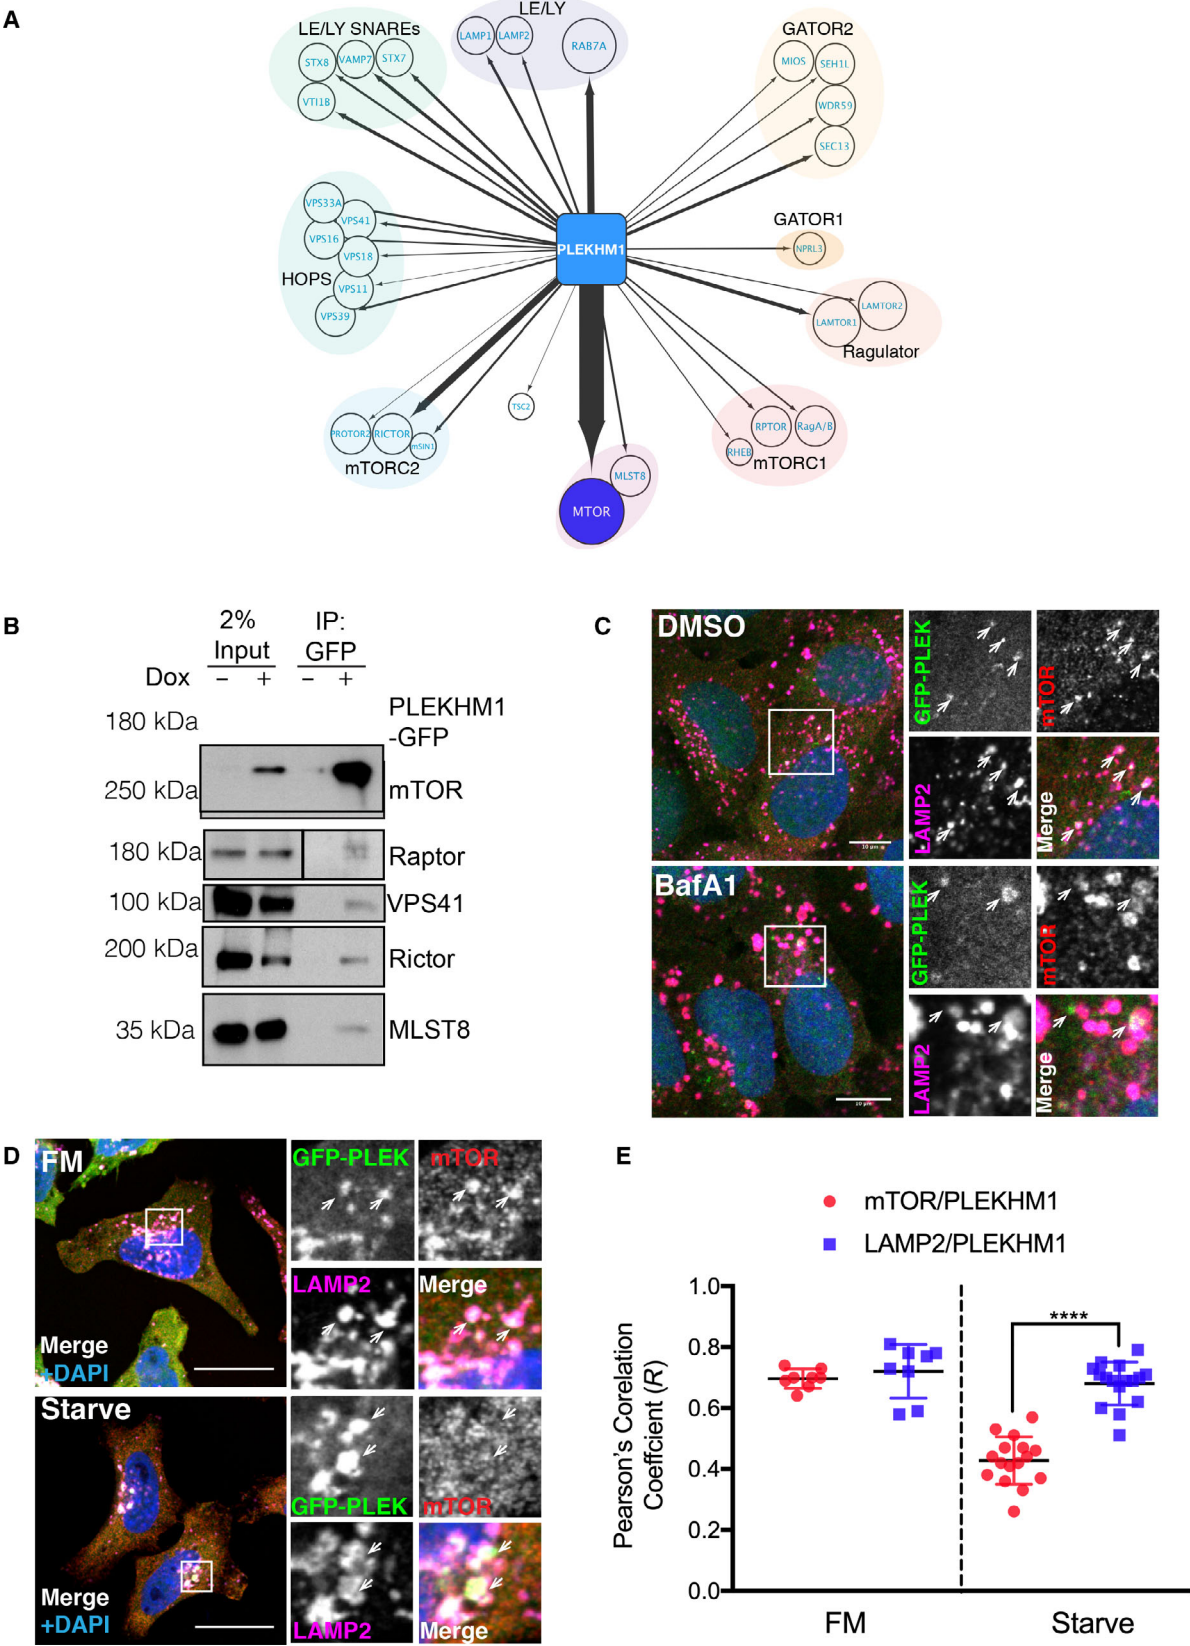 A
LE/LY SNAREs
STX8
VAMP7
STX7
VTI1B
LE/LY
LAMP1
LAMP2
RAB7A
GATOR2
MIOS
SEH1L
WDR59
SEC13
VPS33A
VPS41
VPS16
VPS18
HOPS
VPS11
VPS39
PLEKHM1
GATOR1
NPRL3
LAMTOR2
LAMTOR1
Ragulator
PROTOR2
RICTOR
mSIN1
mTORC2
TSC2
MLST8
MTOR
RPTOR
RagA/B
RHEB
mTORC1
B
2%
Input
IP:
GFP
Dox
– + – +
180 kDa
PLEKHM1
-GFP
250 kDa
mTOR
180 kDa
Raptor
100 kDa
VPS41
200 kDa
Rictor
35 kDa
MLST8
C
DMSO
10 µm
GFP-PLEK
mTOR
LAMP2
Merge
BafA1
10 µm
GFP-PLEK
mTOR
LAMP2
Merge
D
FM
Merge
+DAPI
GFP-PLEK
mTOR
LAMP2
Merge
Starve
Merge
+DAPI
GFP-PLEK
mTOR
LAMP2
Merge
E
mTOR/PLEKHM1
LAMP2/PLEKHM1
Pearson's Corelation
Coeffcient (R)
1.0
0.8
0.6
0.4
0.2
0.0
****
FM
Starve